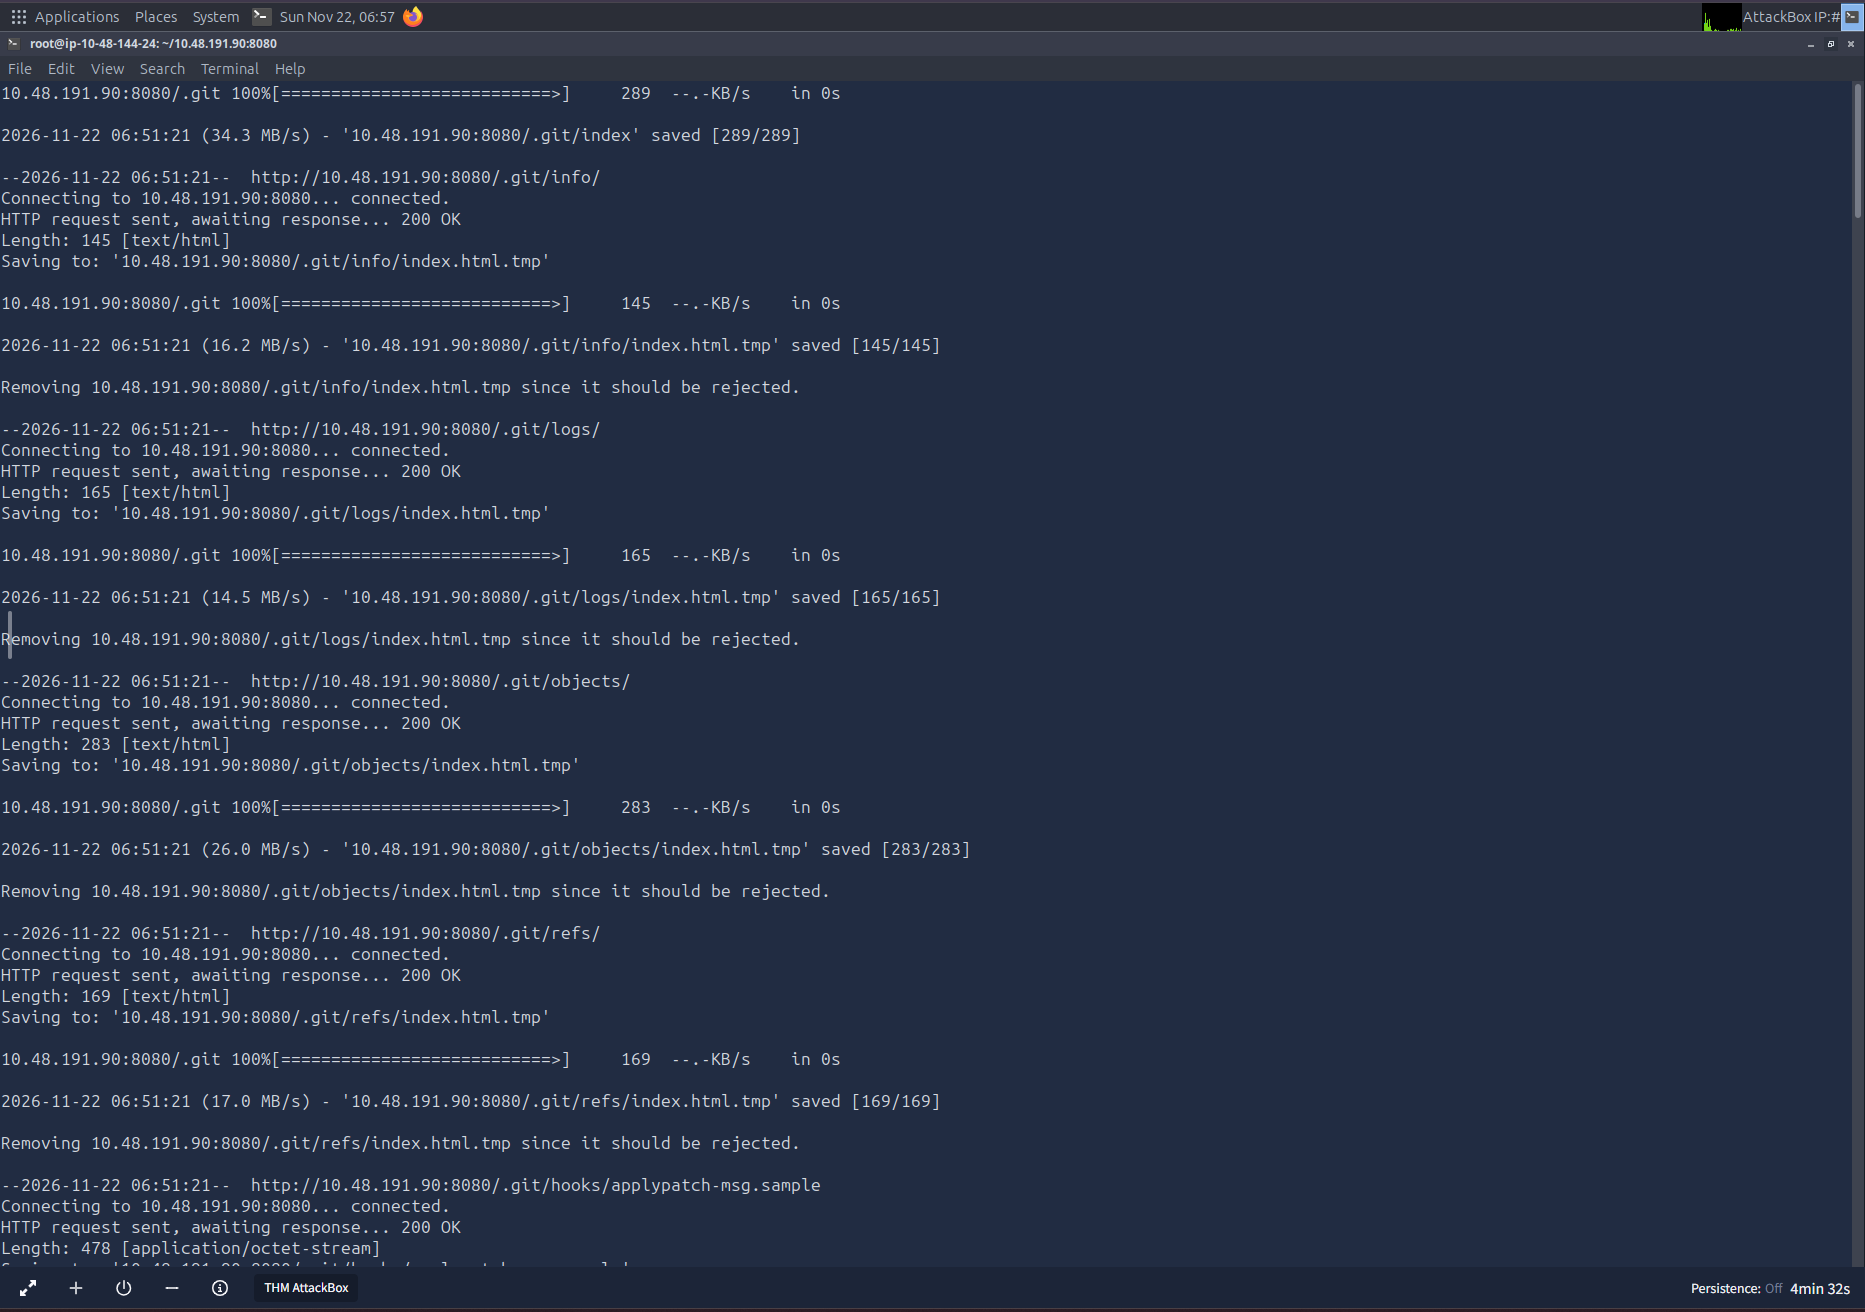 Applications Places System Sun Nov 22, 06:57 AttackBox IP:#
root@ip-10-48-144-24: ~/10.48.191.90:8080
File Edit View Search Terminal Help
10.48.191.90:8080/.git 100%[===========================>]     289  --.-KB/s    in 0s
2026-11-22 06:51:21 (34.3 MB/s) - '10.48.191.90:8080/.git/index' saved [289/289]
--2026-11-22 06:51:21--  http://10.48.191.90:8080/.git/info/
Connecting to 10.48.191.90:8080... connected.
HTTP request sent, awaiting response... 200 OK
Length: 145 [text/html]
Saving to: '10.48.191.90:8080/.git/info/index.html.tmp'
10.48.191.90:8080/.git 100%[===========================>]     145  --.-KB/s    in 0s
2026-11-22 06:51:21 (16.2 MB/s) - '10.48.191.90:8080/.git/info/index.html.tmp' saved [145/145]
Removing 10.48.191.90:8080/.git/info/index.html.tmp since it should be rejected.
--2026-11-22 06:51:21--  http://10.48.191.90:8080/.git/logs/
Connecting to 10.48.191.90:8080... connected.
HTTP request sent, awaiting response... 200 OK
Length: 165 [text/html]
Saving to: '10.48.191.90:8080/.git/logs/index.html.tmp'
10.48.191.90:8080/.git 100%[===========================>]     165  --.-KB/s    in 0s
2026-11-22 06:51:21 (14.5 MB/s) - '10.48.191.90:8080/.git/logs/index.html.tmp' saved [165/165]
Removing 10.48.191.90:8080/.git/logs/index.html.tmp since it should be rejected.
--2026-11-22 06:51:21--  http://10.48.191.90:8080/.git/objects/
Connecting to 10.48.191.90:8080... connected.
HTTP request sent, awaiting response... 200 OK
Length: 283 [text/html]
Saving to: '10.48.191.90:8080/.git/objects/index.html.tmp'
10.48.191.90:8080/.git 100%[===========================>]     283  --.-KB/s    in 0s
2026-11-22 06:51:21 (26.0 MB/s) - '10.48.191.90:8080/.git/objects/index.html.tmp' saved [283/283]
Removing 10.48.191.90:8080/.git/objects/index.html.tmp since it should be rejected.
--2026-11-22 06:51:21--  http://10.48.191.90:8080/.git/refs/
Connecting to 10.48.191.90:8080... connected.
HTTP request sent, awaiting response... 200 OK
Length: 169 [text/html]
Saving to: '10.48.191.90:8080/.git/refs/index.html.tmp'
10.48.191.90:8080/.git 100%[===========================>]     169  --.-KB/s    in 0s
2026-11-22 06:51:21 (17.0 MB/s) - '10.48.191.90:8080/.git/refs/index.html.tmp' saved [169/169]
Removing 10.48.191.90:8080/.git/refs/index.html.tmp since it should be rejected.
--2026-11-22 06:51:21--  http://10.48.191.90:8080/.git/hooks/applypatch-msg.sample
Connecting to 10.48.191.90:8080... connected.
HTTP request sent, awaiting response... 200 OK
Length: 478 [application/octet-stream]
THM AttackBox Persistence: Off 4min 32s